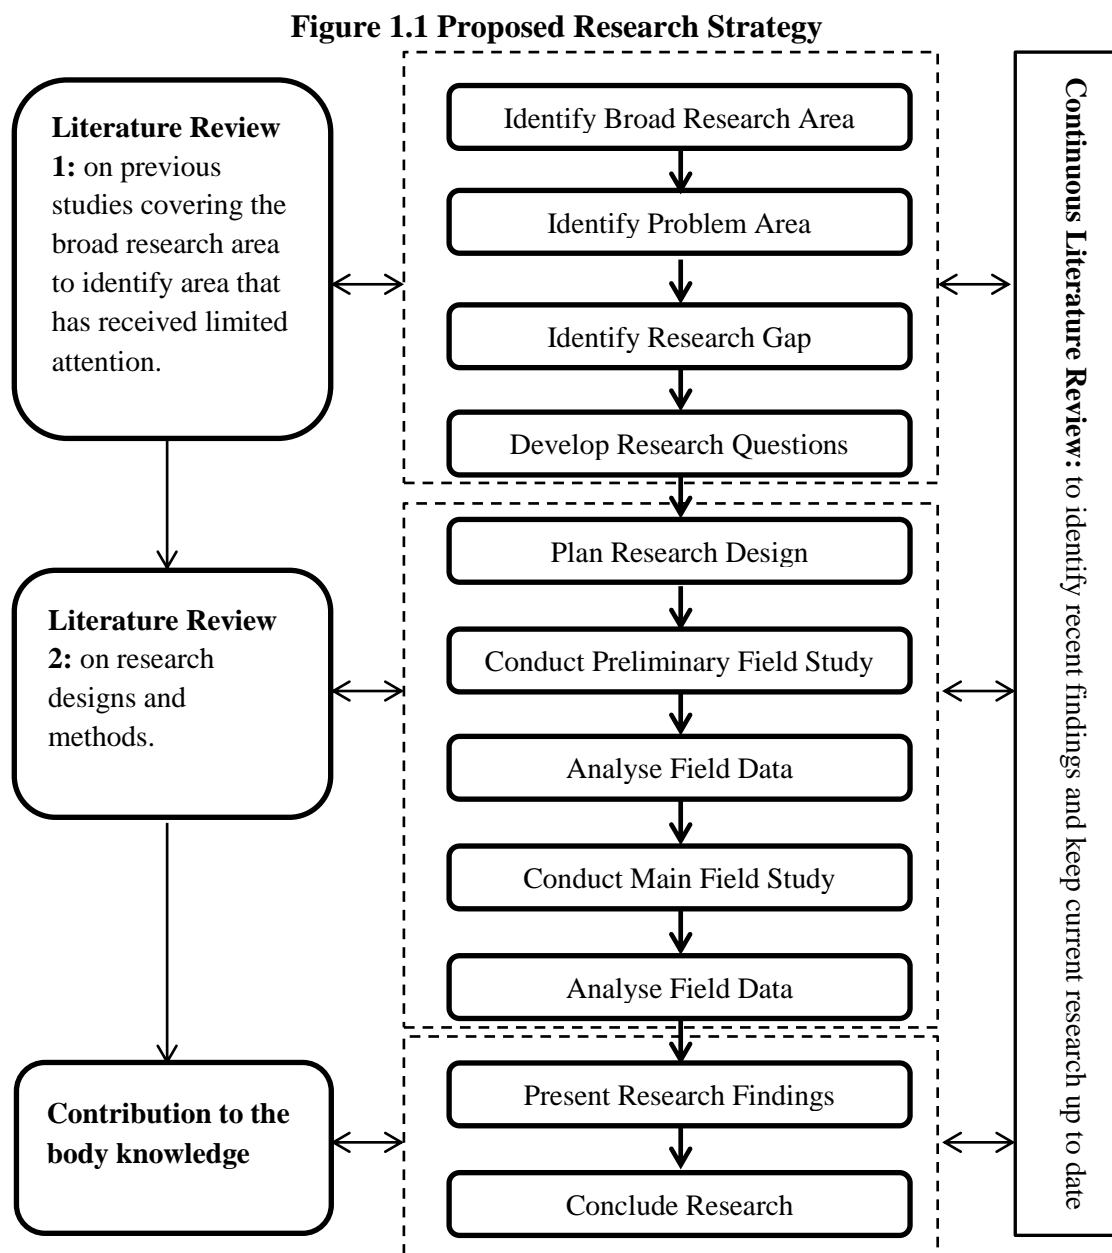 Figure 1.1 Proposed Research Strategy
Literature Review
1: on previous
studies covering the
broad research area
to identify area that
has received limited
attention.
Literature Review
2: on research
designs and
methods.
Contribution to the
body knowledge
Identify Broad Research Area
Identify Problem Area
Identify Research Gap
Develop Research Questions
Plan Research Design
Conduct Preliminary Field Study
Analyse Field Data
Conduct Main Field Study
Analyse Field Data
Present Research Findings
Conclude Research
Continuous Literature Review: to identify recent findings and keep current research up to date